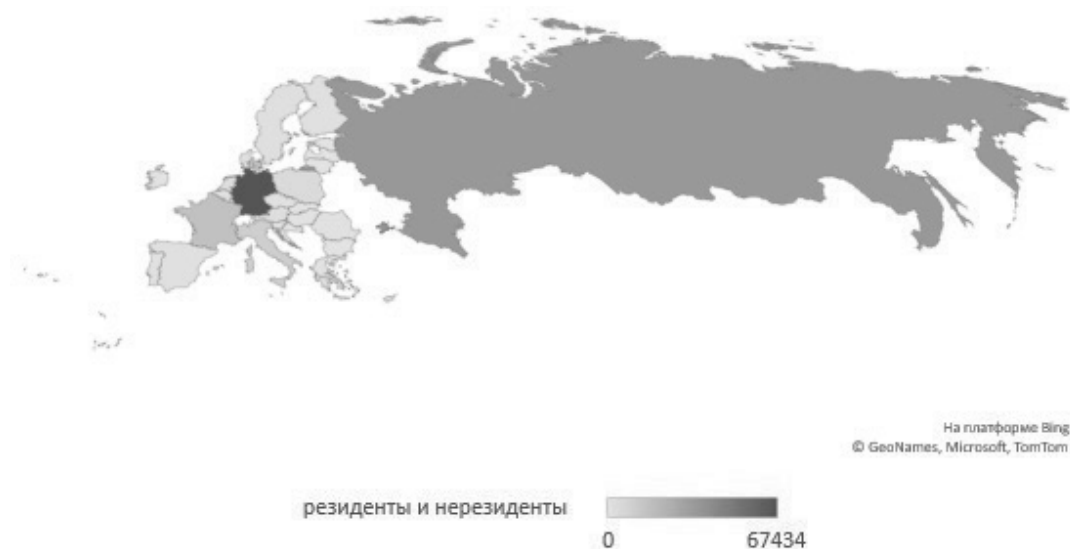 На платформе Bing
© GeoNames, Microsoft, TomTom
резиденты и нерезиденты
0 67434